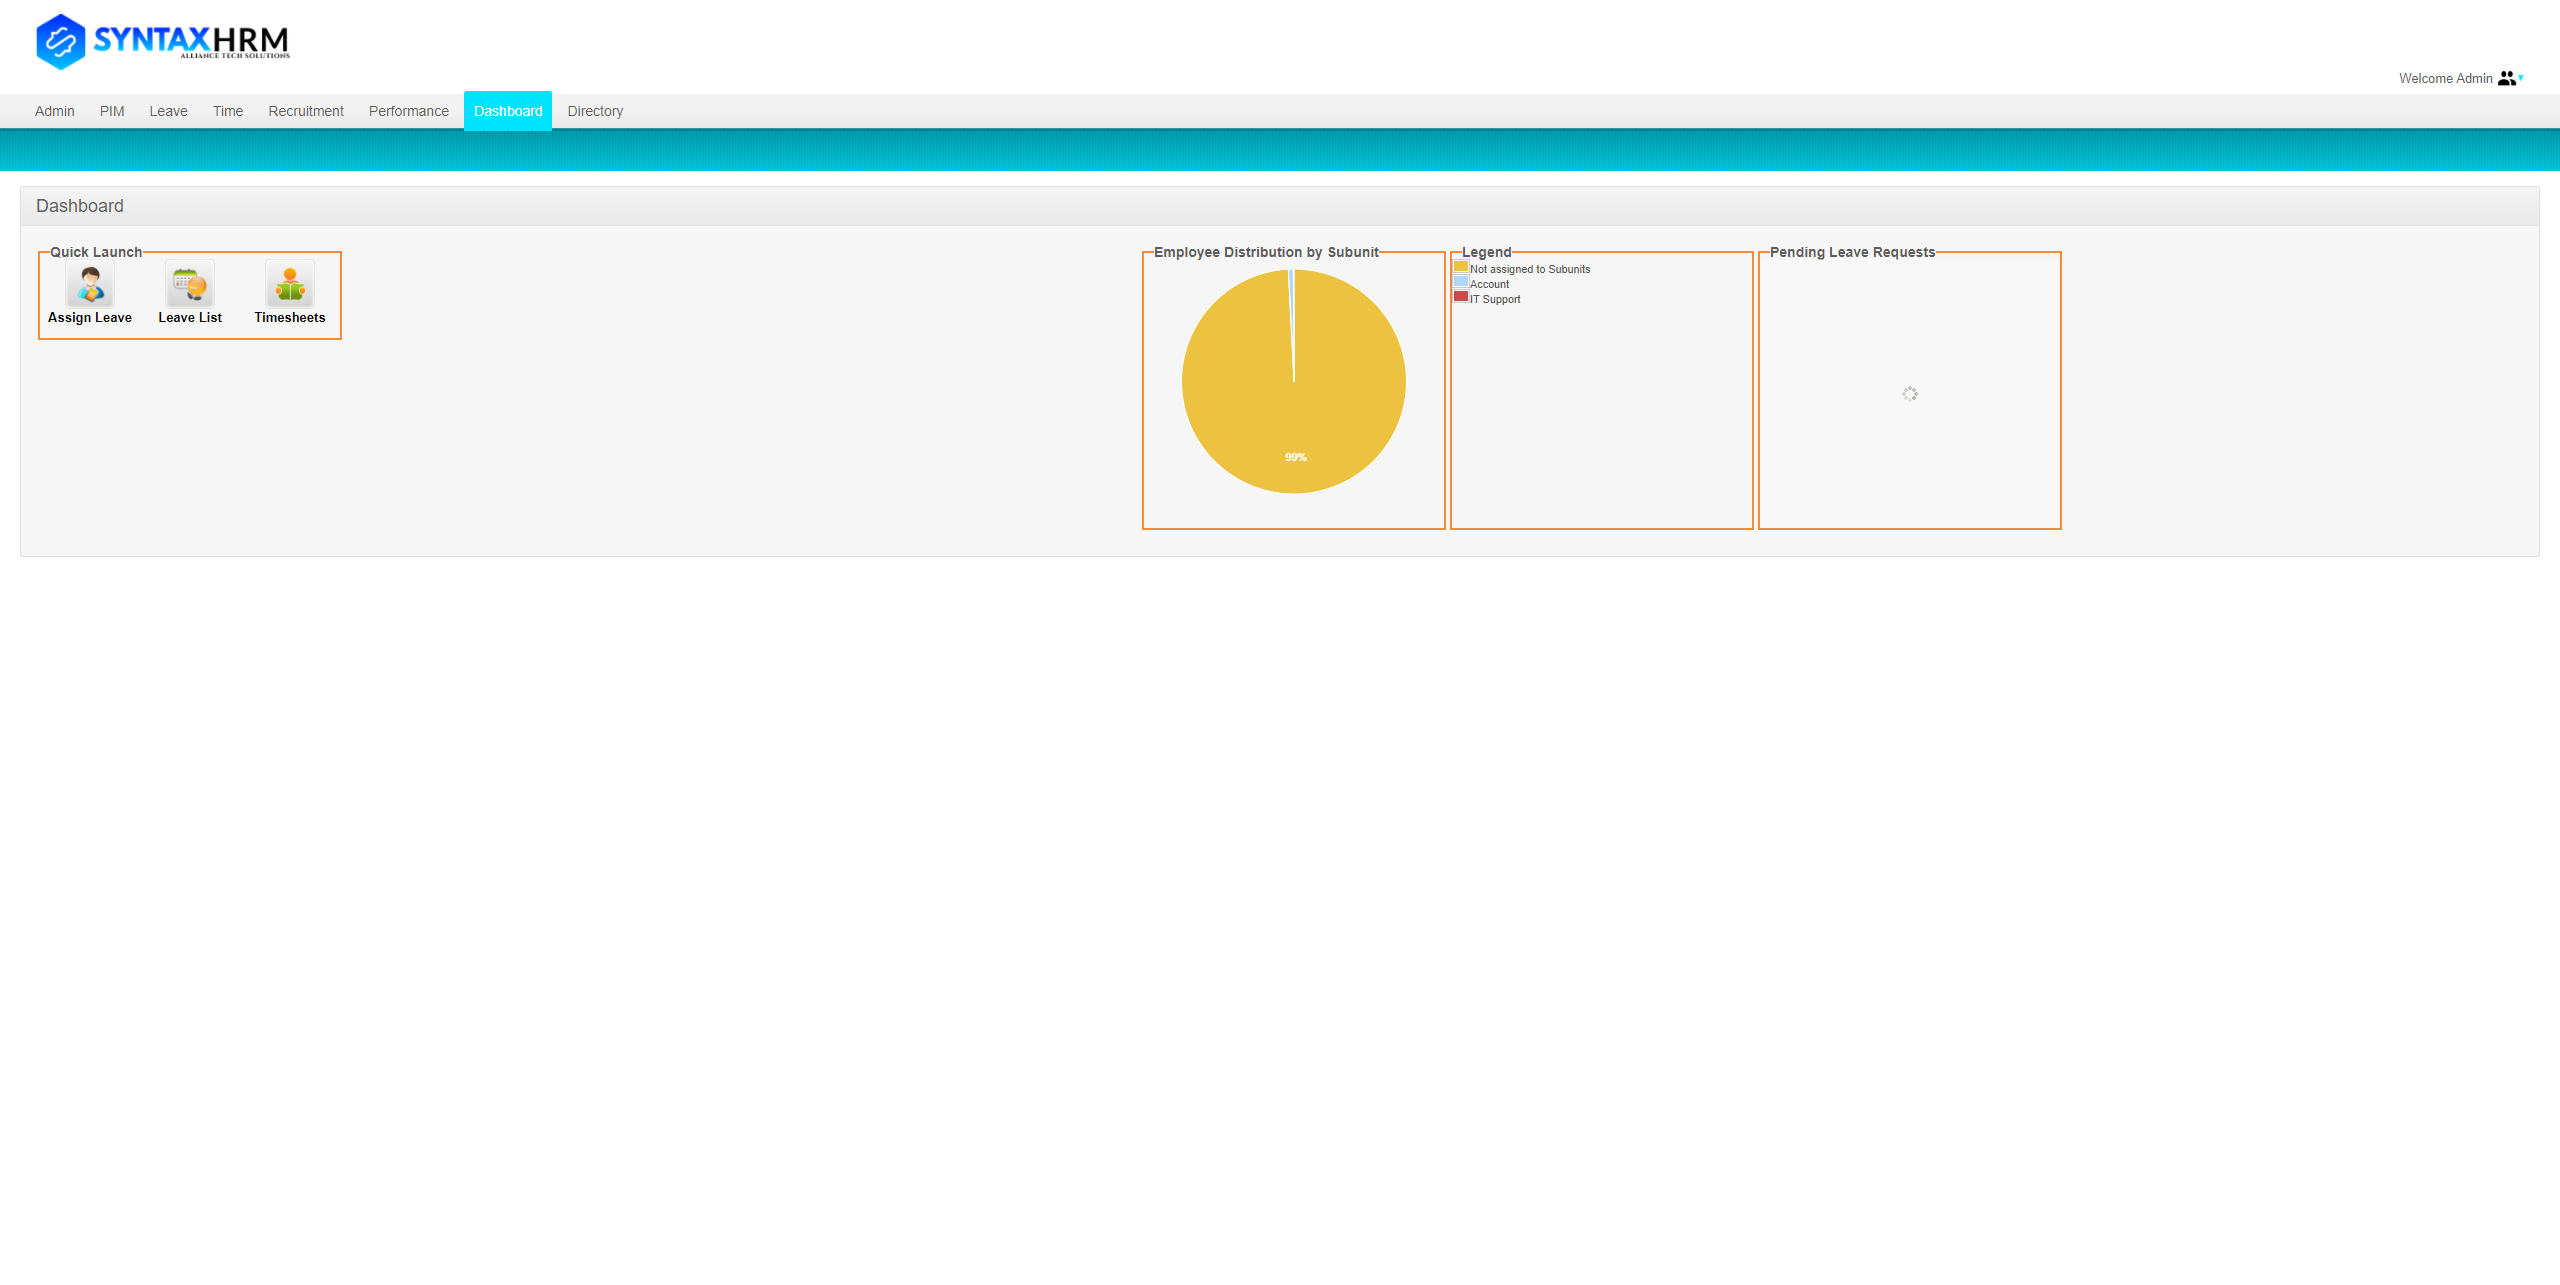 SYNTAXHRM
ALLIANCE TECH SOLUTIONS
Welcome Admin
Admin PIM Leave Time Recruitment Performance Dashboard Directory
Dashboard
Quick Launch
Assign Leave Leave List Timesheets
Employee Distribution by Subunit
99%
Legend
Not assigned to Subunits
Account
IT Support
Pending Leave Requests